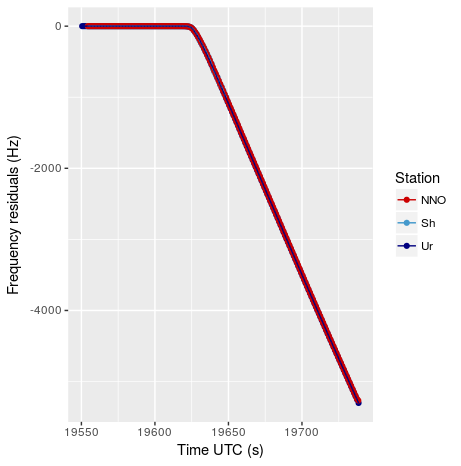 Frequency residuals (Hz)
0
-2000
-4000
19550 19600 19650 19700
Time UTC (s)
Station
NNO
Sh
Ur